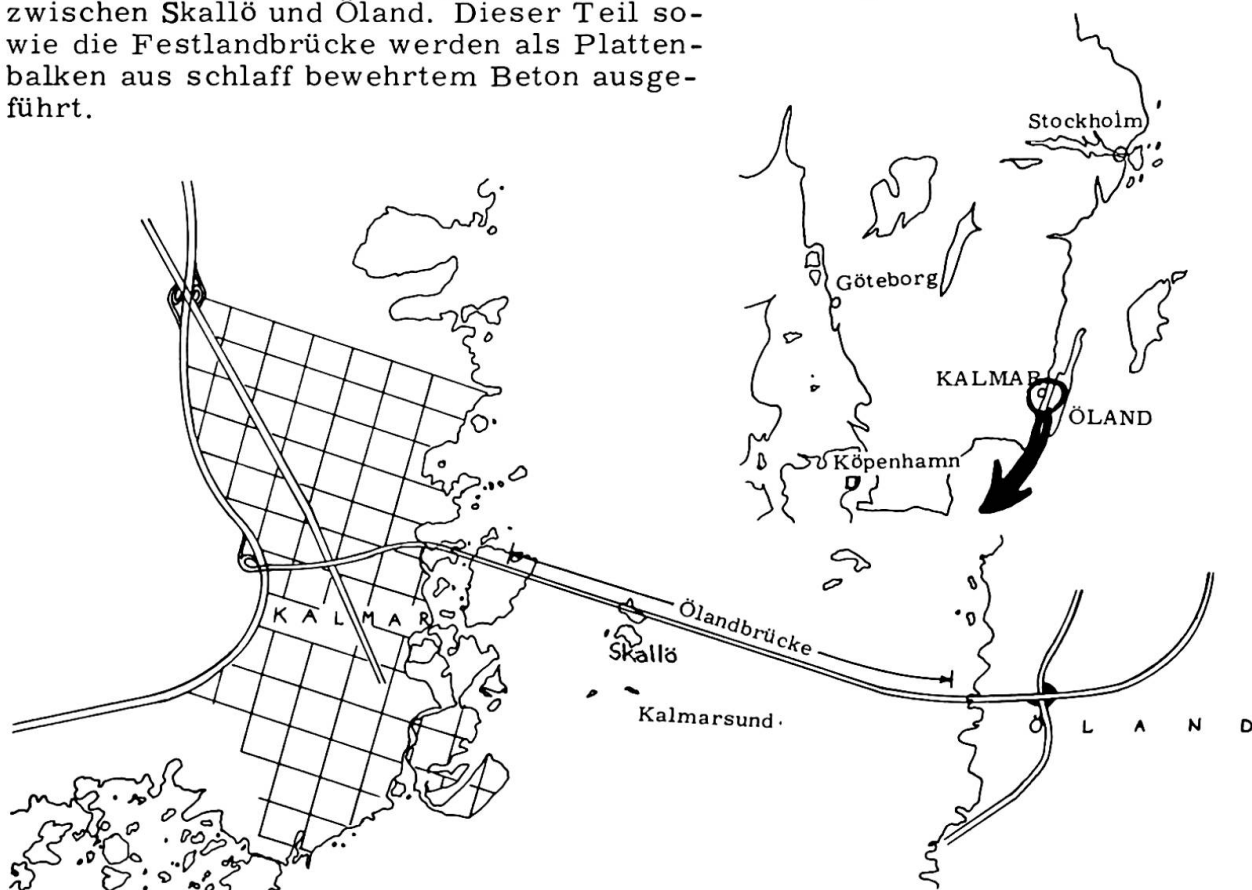 zwischen Skallö und Öland. Dieser Teil so-
wie die Festlandbrücke werden als Platten-
balken aus schlaff bewehrtem Beton ausge-
führt.
Stockholm
Göteborg
KALMAR
ÖLAND
Köpenhamn
KALMAR
Ölandbrücke
Skallö
Kalmarsund
ÖLAND